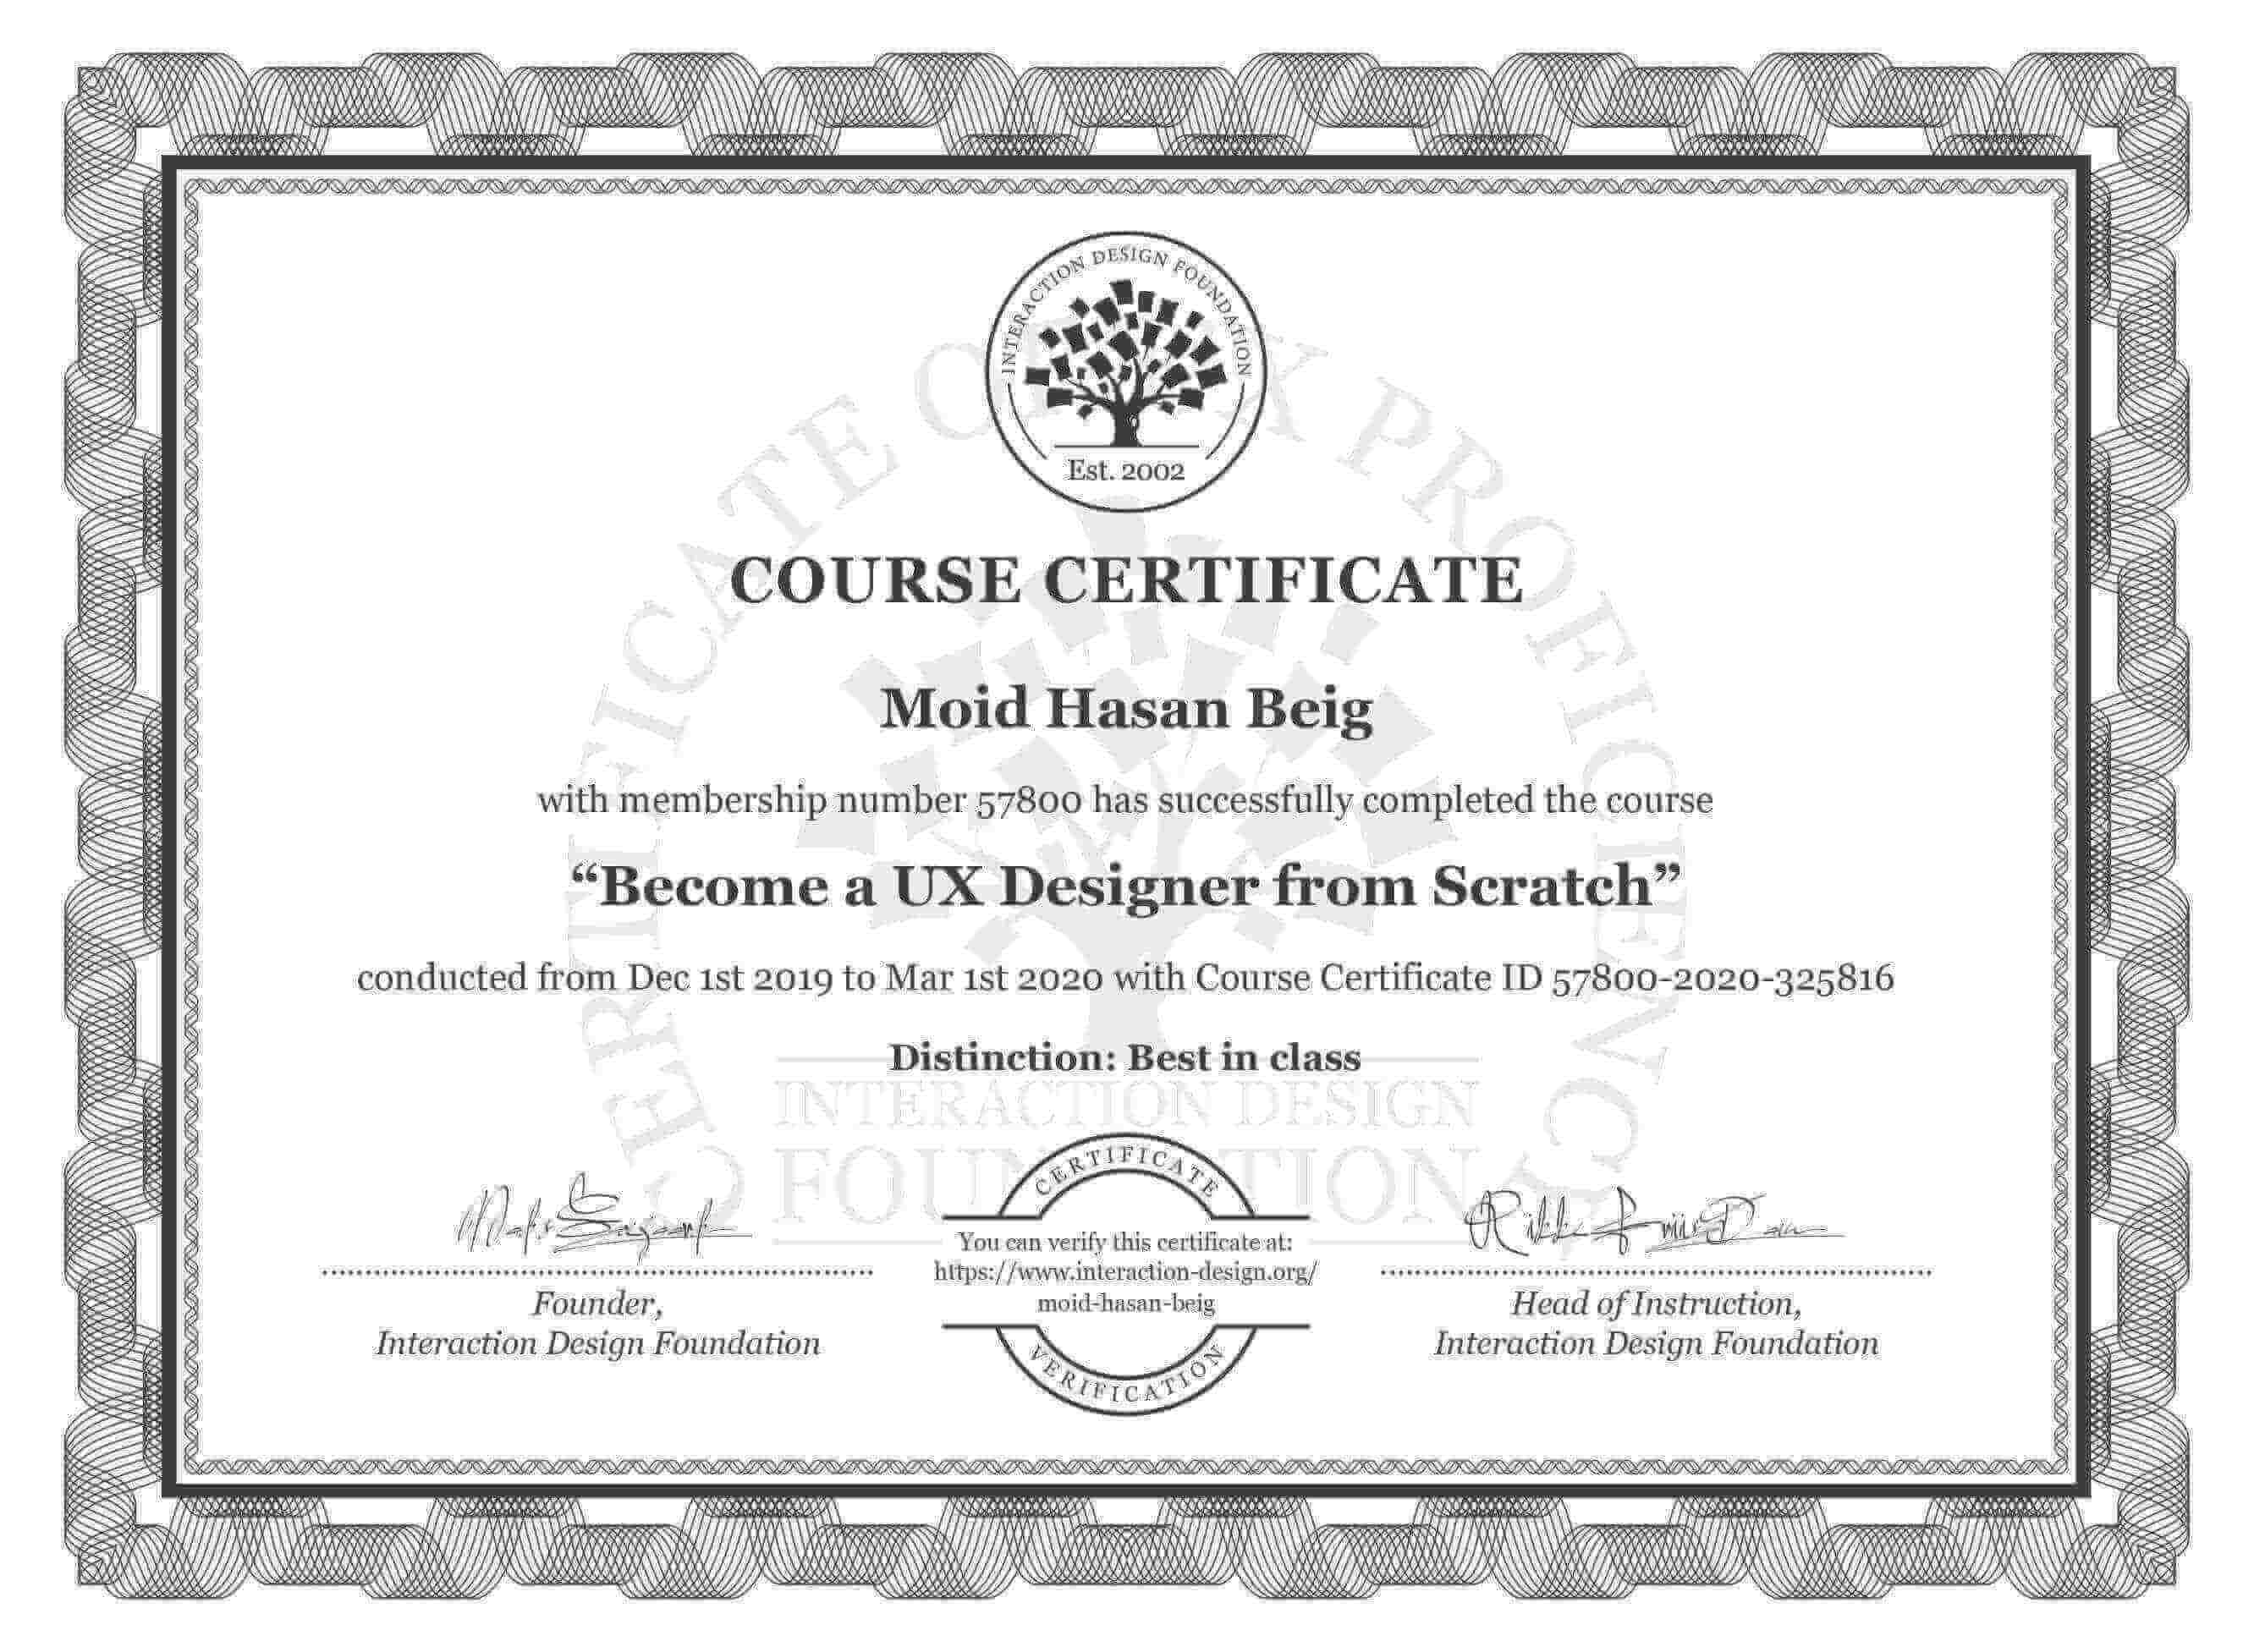 INTERACTION DESIGN FOUNDATION
Est. 2002
COURSE CERTIFICATE
Moid Hasan Beig
with membership number 57800 has successfully completed the course
“Become a UX Designer from Scratch”
conducted from Dec 1st 2019 to Mar 1st 2020 with Course Certificate ID 57800-2020-325816
Distinction: Best in class
CERTIFICATE OF UX PROFICIENCY
INTERACTION DESIGN
FOUNDATION
CERTIFICATE
You can verify this certificate at:
https://www.interaction-design.org/
moid-hasan-beig
VERIFICATION
Founder,
Interaction Design Foundation
Head of Instruction,
Interaction Design Foundation